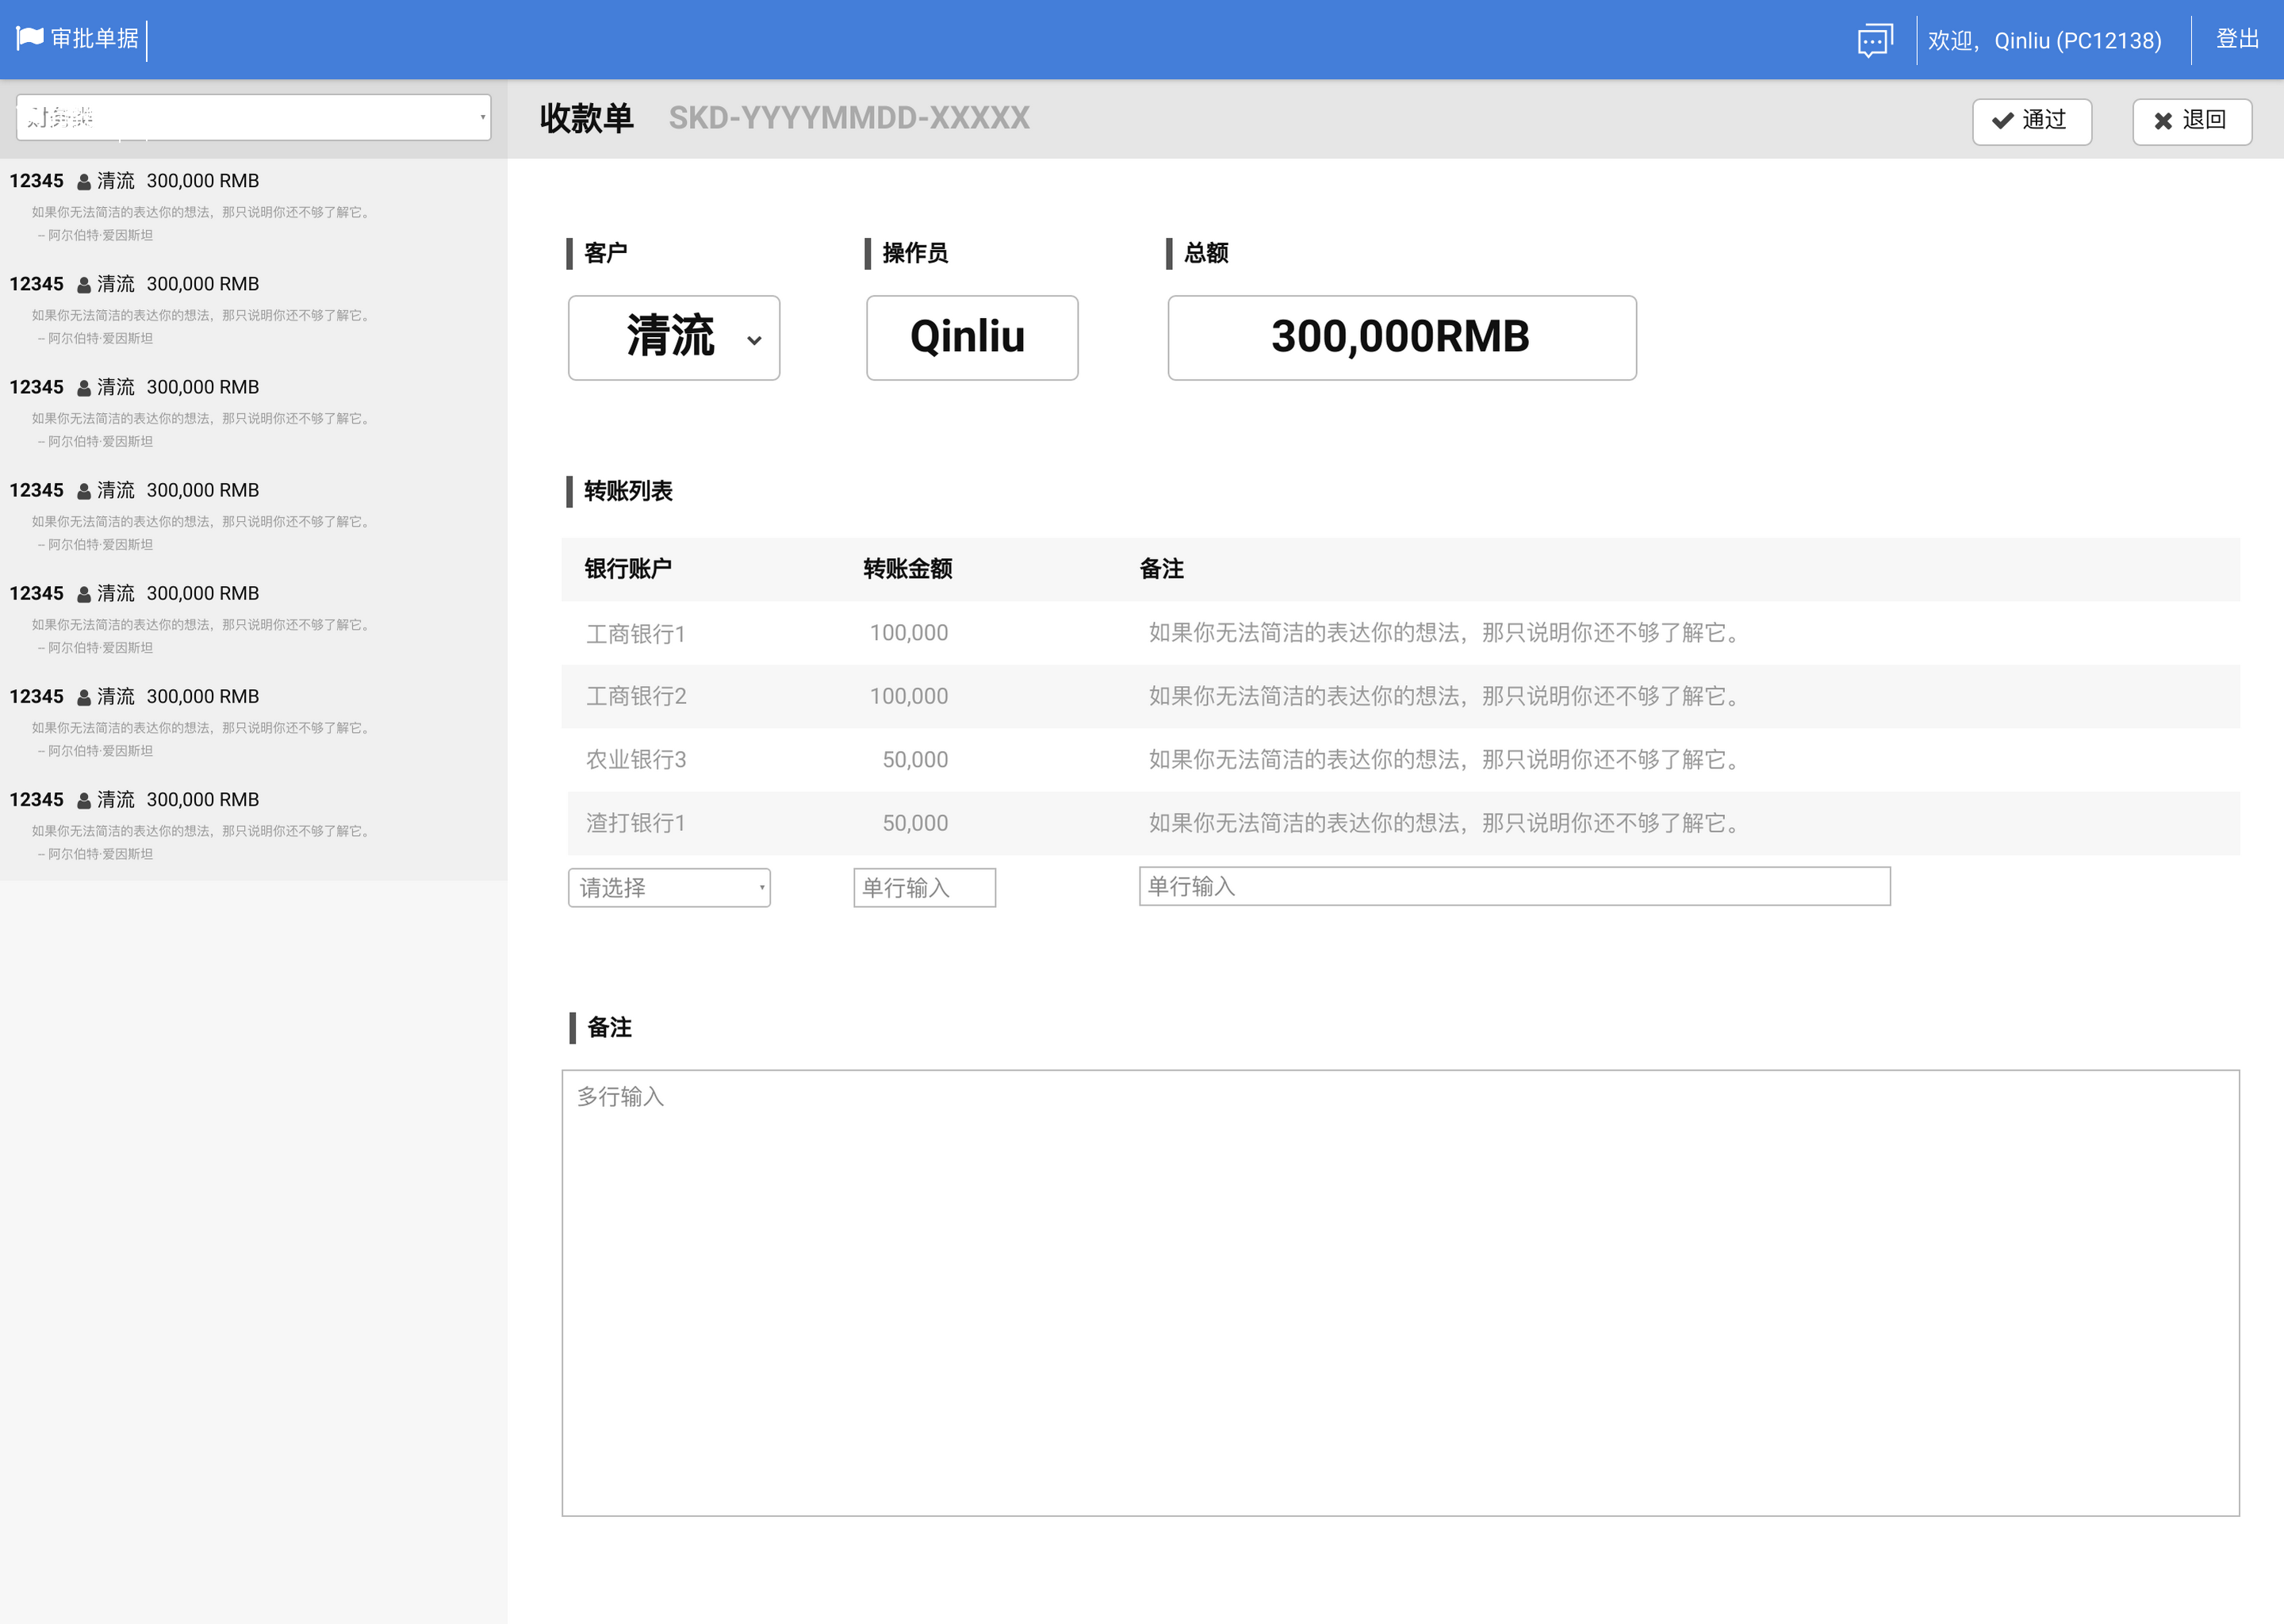 审批单据
欢迎，Qinliu (PC12138)
登出
收款单 SKD-YYYYMMDD-XXXXX
通过
退回
12345 清流 300,000 RMB
如果你无法简洁的表达你的想法，那只说明你还不够了解它。
– 阿尔伯特·爱因斯坦
12345 清流 300,000 RMB
如果你无法简洁的表达你的想法，那只说明你还不够了解它。
– 阿尔伯特·爱因斯坦
12345 清流 300,000 RMB
如果你无法简洁的表达你的想法，那只说明你还不够了解它。
– 阿尔伯特·爱因斯坦
12345 清流 300,000 RMB
如果你无法简洁的表达你的想法，那只说明你还不够了解它。
– 阿尔伯特·爱因斯坦
12345 清流 300,000 RMB
如果你无法简洁的表达你的想法，那只说明你还不够了解它。
– 阿尔伯特·爱因斯坦
12345 清流 300,000 RMB
如果你无法简洁的表达你的想法，那只说明你还不够了解它。
– 阿尔伯特·爱因斯坦
12345 清流 300,000 RMB
如果你无法简洁的表达你的想法，那只说明你还不够了解它。
– 阿尔伯特·爱因斯坦
客户 操作员 总额
清流 Qinliu 300,000RMB
转账列表
银行账户 转账金额 备注
工商银行1 100,000 如果你无法简洁的表达你的想法，那只说明你还不够了解它。
工商银行2 100,000 如果你无法简洁的表达你的想法，那只说明你还不够了解它。
农业银行3 50,000 如果你无法简洁的表达你的想法，那只说明你还不够了解它。
渣打银行1 50,000 如果你无法简洁的表达你的想法，那只说明你还不够了解它。
请选择 单行输入 单行输入
备注
多行输入